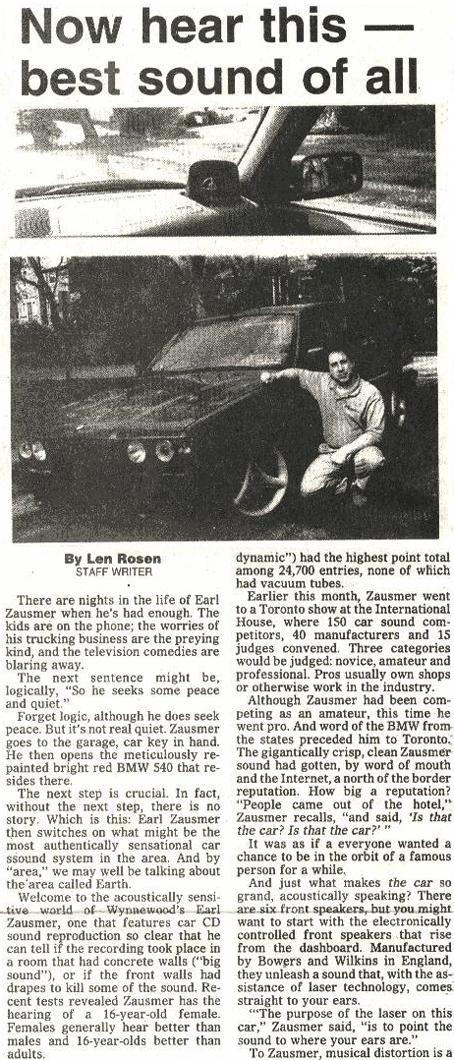 Now hear this —
best sound of all
By Len Rosen
STAFF WRITER
There are nights in the life of Earl
Zausmer when he's had enough. The
kids are on the phone; the worries of
his trucking business are the preying
kind, and the television comedies are
blaring away.
The next sentence might be,
logically, "So he seeks some peace
and quiet."
Forget logic, although he does seek
peace. But it's not real quiet. Zausmer
goes to the garage, car key in hand.
He then opens the meticulously re-
painted bright red BMW 540 that re-
sides there.
The next step is crucial. In fact,
without the next step, there is no
story. Which is this: Earl Zausmer
then switches on what might be the
most authentically sensational car
ssound system in the area. And by
"area," we may well be talking about
the area called Earth.
Welcome to the acoustically sensi-
tive world of Wynnewood's Earl
Zausmer, one that features car CD
sound reproduction so clear that he
can tell if the recording took place in
a room that had concrete walls ("big
sound"), or if the front walls had
drapes to kill some of the sound. Re-
cent tests revealed Zausmer has the
hearing of a 16-year-old female.
Females generally hear better than
males and 16-year-olds better than
adults.
dynamic") had the highest point total
among 24,700 entries, none of which
had vacuum tubes.
Earlier this month, Zausmer went
to a Toronto show at the International
House, where 150 car sound com-
petitors, 40 manufacturers and 15
judges convened. Three categories
would be judged: novice, amateur and
professional. Pros usually own shops
or otherwise work in the industry.
Although Zausmer had been com-
peting as an amateur, this time he
went pro. And word of the BMW from
the states preceded him to Toronto.
The gigantically crisp, clean Zausmer
sound had gotten, by word of mouth
and the Internet, a north of the border
reputation. How big a reputation?
"People came out of the hotel,"
Zausmer recalls, "and said, 'Is that
the car? Is that the car?' "
It was as if everyone wanted a
chance to be in the orbit of a famous
person for a while.
And just what makes the car so
grand, acoustically speaking? There
are six front speakers, but you might
want to start with the electronically
controlled front speakers that rise
from the dashboard. Manufactured
by Bowers and Wilkins in England,
they unleash a sound that, with the as-
sistance of laser technology, comes
straight to your ears.
"'The purpose of the laser on this
car," Zausmer said, "is to point the
sound to where your ears are."
To Zausmer, musical distortion is a